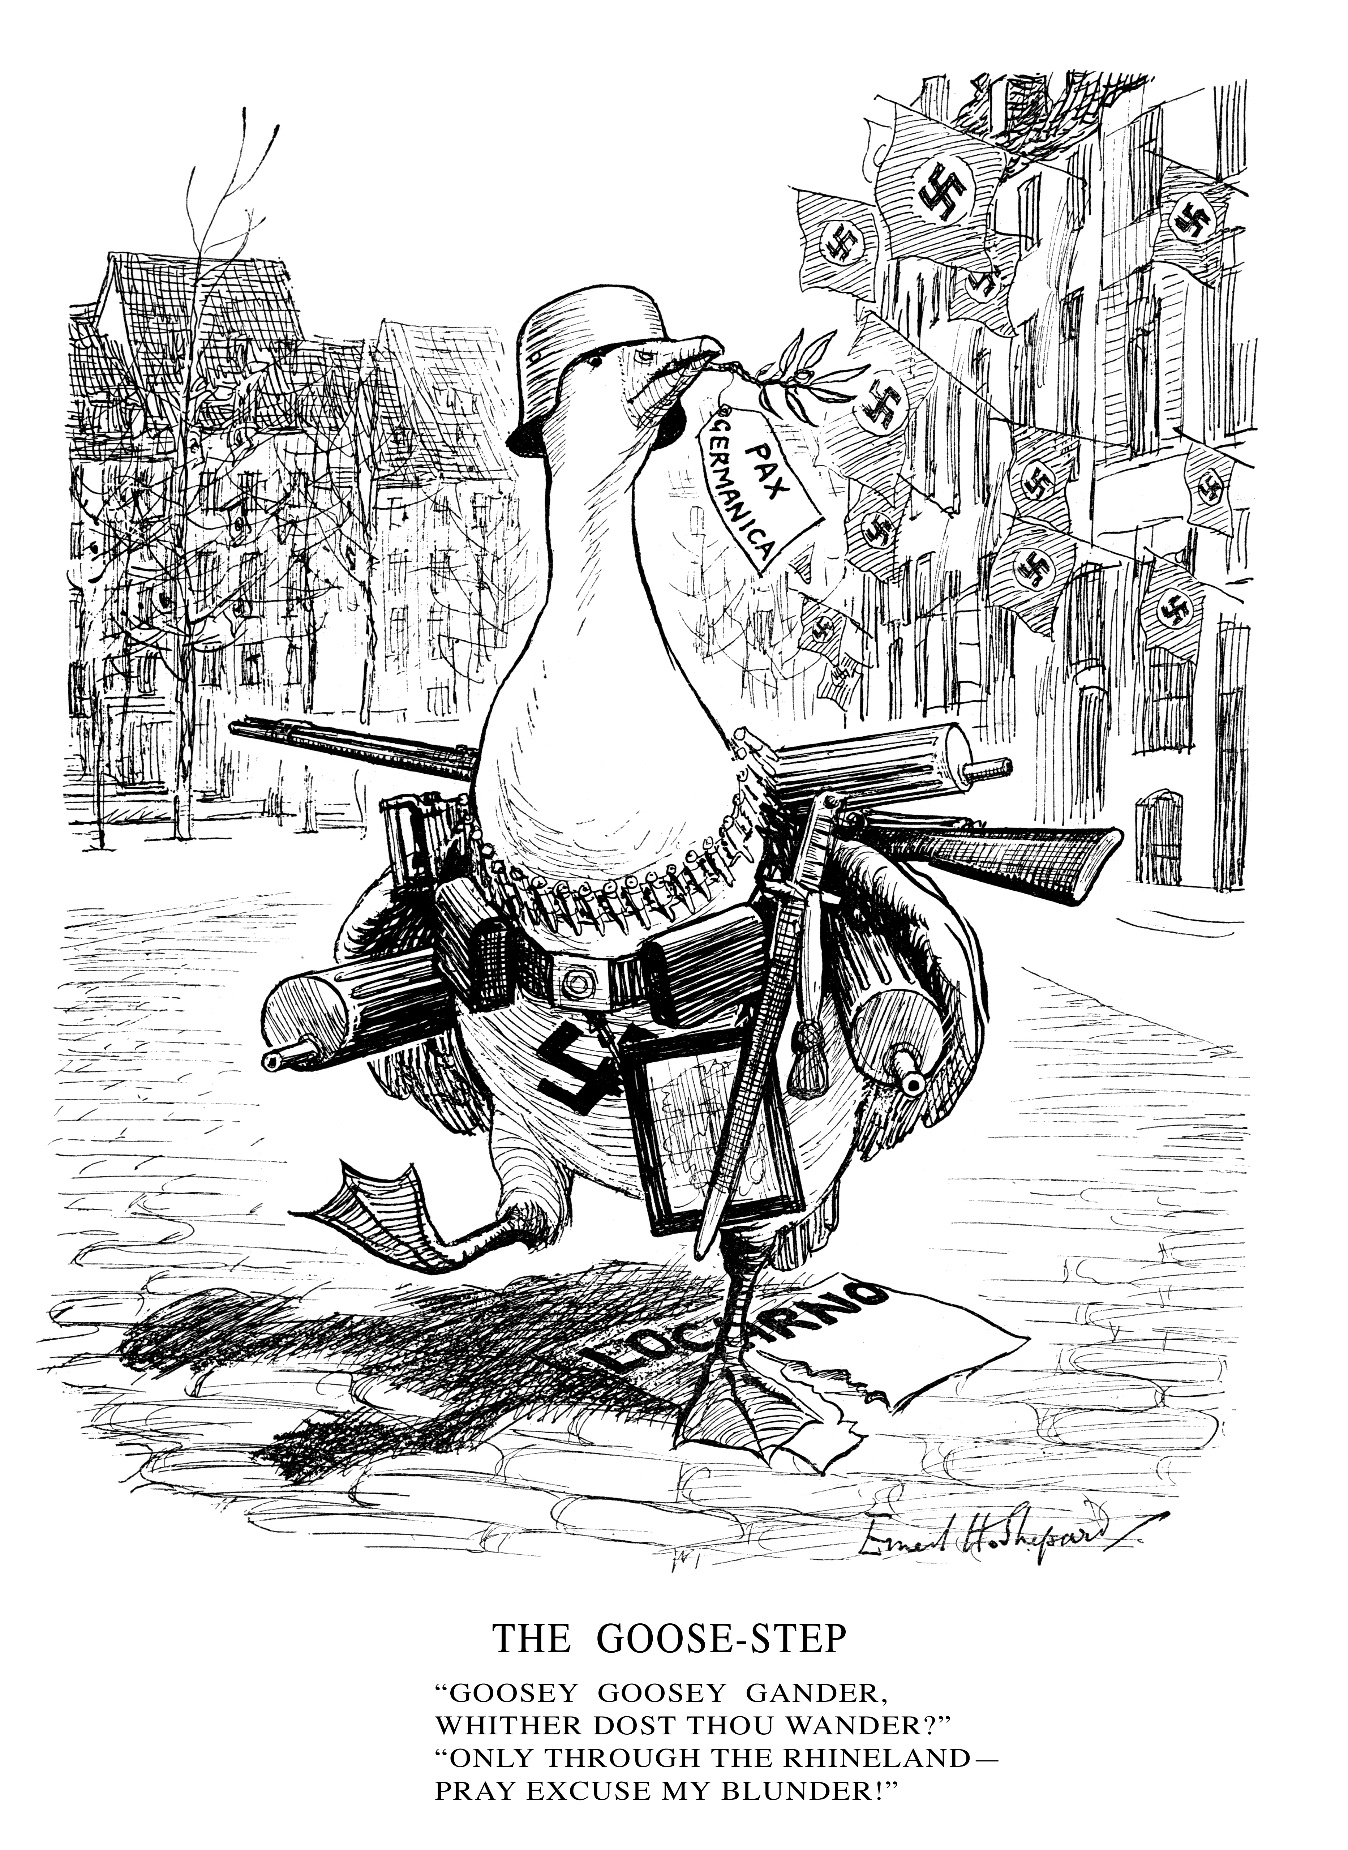 PAX
GERMANICA
LOCARNO
Ernest H. Shepard
THE GOOSE-STEP
“GOOSEY GOOSEY GANDER,
WHITHER DOST THOU WANDER?”
“ONLY THROUGH THE RHINELAND—
PRAY EXCUSE MY BLUNDER!”